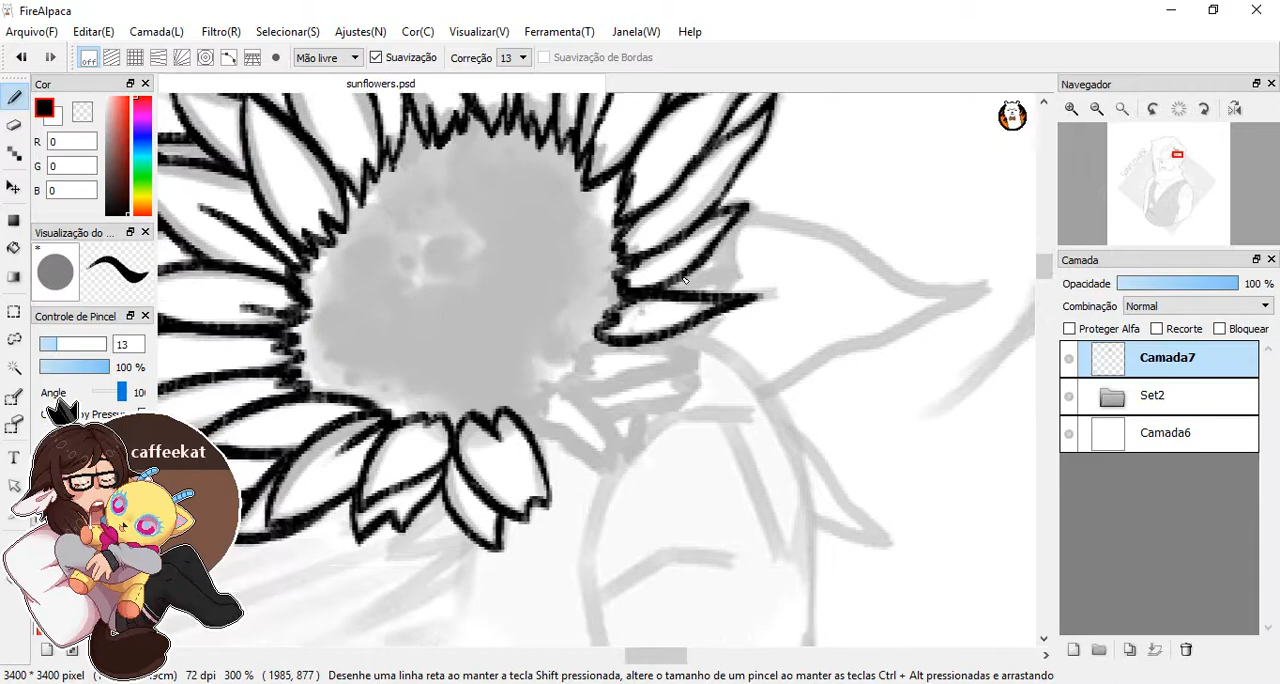 FireAlpaca
Arquivo(F) Editar(E) Camada(L) Filtro(R) Selecionar(S) Ajustes(N) Cor(C) Visualizar(V) Ferramenta(T) Janela(W) Help
off Mão livre Suavização Correção 13 Suavização de Bordas
Cor
sunflowers.psd
Navegador
R 0
G 0
B 0
Visualização do ...
*
Controle de Pincel
13
100 %
Angle 10
by Pressu
caffeekat
T
Camada
Opacidade 100 %
Combinação Normal
Proteger Alfa Recorte Bloquear
Camada7
Set2
Camada6
3400 * 3400 pixel 72 dpi 300 % ( 1985, 877 ) Desenhe uma linha reta ao manter a tecla Shift pressionada, altere o tamanho de um pincel ao manter as teclas Ctrl + Alt pressionadas e arrastando